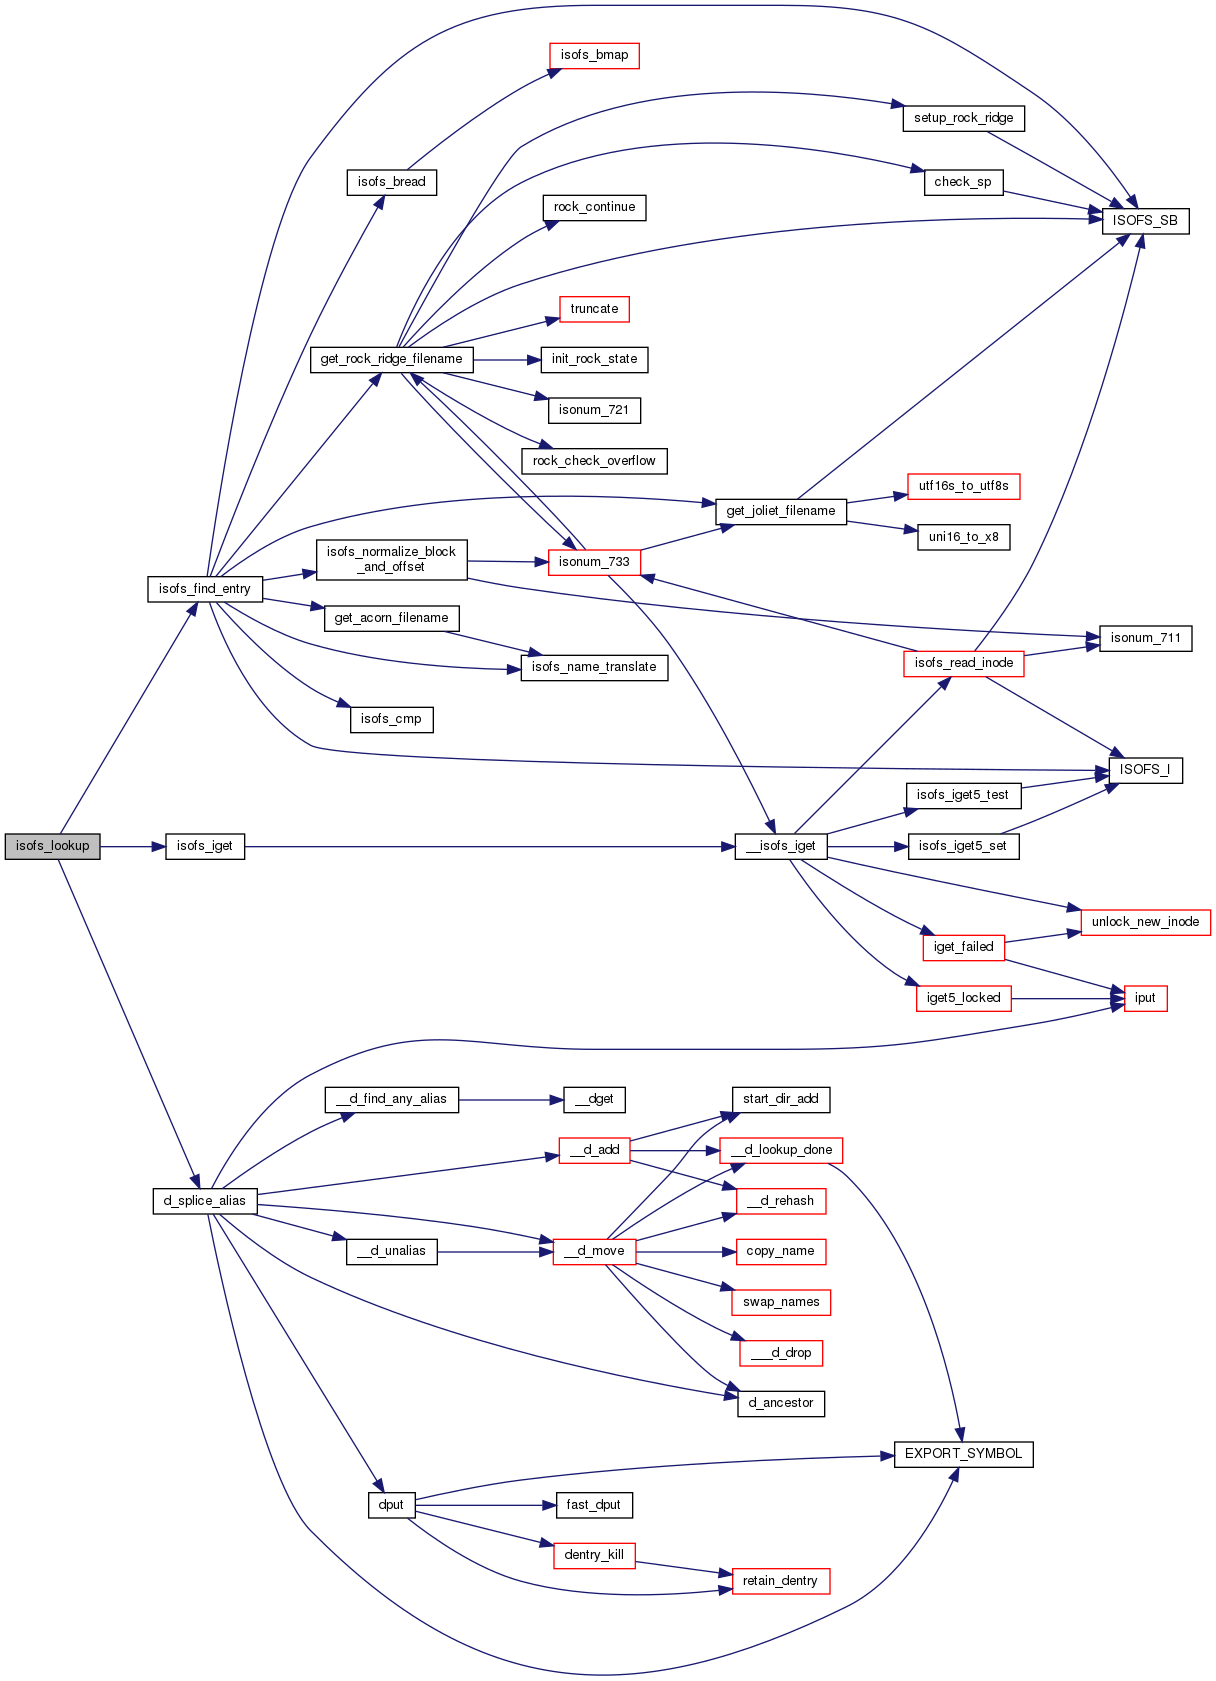 isofs_bmap
setup_rock_ridge
isofs_bread
check_sp
rock_continue
ISOFS_SB
truncate
get_rock_ridge_filename
init_rock_state
isonum_721
rock_check_overflow
utf16s_to_utf8s
get_joliet_filename
uni16_to_x8
isofs_normalize_block
_and_offset
isonum_733
isofs_find_entry
get_acorn_filename
isonum_711
isofs_name_translate
isofs_read_inode
isofs_cmp
ISOFS_I
isofs_iget5_test
isofs_lookup
isofs_iget
__isofs_iget
isofs_iget5_set
unlock_new_inode
iget_failed
iget5_locked
iput
__d_find_any_alias
__dget
start_dir_add
__d_add
__d_lookup_done
d_splice_alias
__d_rehash
__d_unalias
__d_move
copy_name
swap_names
___d_drop
d_ancestor
EXPORT_SYMBOL
dput
fast_dput
dentry_kill
retain_dentry